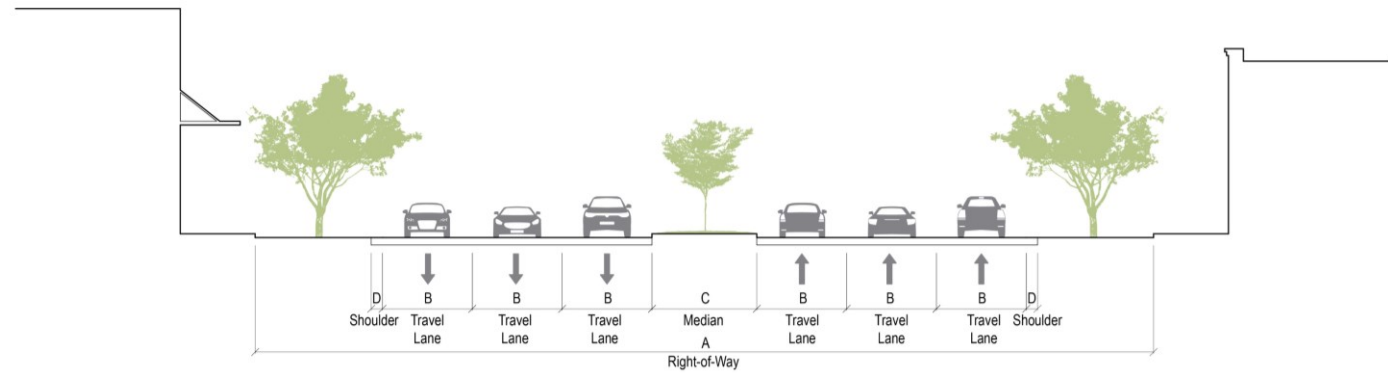 D B B B C B B B D
Shoulder Travel Travel Travel Median Travel Travel Travel Shoulder
Lane Lane Lane Lane Lane Lane
A
Right-of-Way